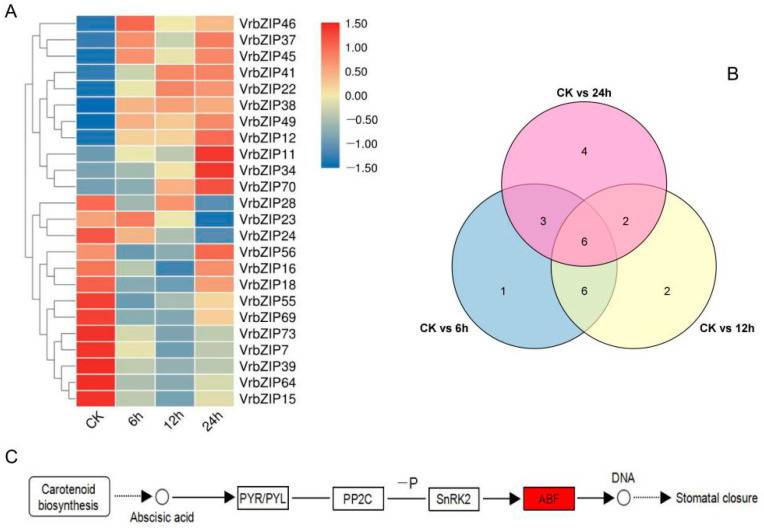 A
VrbZIP46
VrbZIP37
VrbZIP45
VrbZIP41
VrbZIP22
VrbZIP38
VrbZIP49
VrbZIP12
VrbZIP11
VrbZIP34
VrbZIP70
VrbZIP28
VrbZIP23
VrbZIP24
VrbZIP56
VrbZIP16
VrbZIP18
VrbZIP55
VrbZIP69
VrbZIP73
VrbZIP7
VrbZIP39
VrbZIP64
VrbZIP15
CK 6h 12h 24h
1.50
1.00
0.50
0.00
−0.50
−1.00
−1.50
B
CK vs 24h
4
3 2
6
1 6 2
CK vs 6h CK vs 12h
C
Carotenoid
biosynthesis
Abscisic acid
PYR/PYL
PP2C
−P
SnRK2
ABF
DNA
Stomatal closure